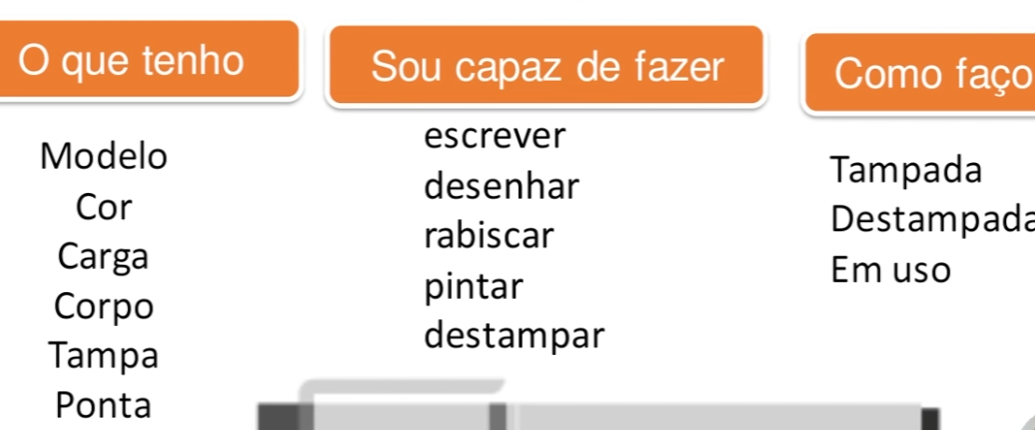 O que tenho
Modelo
Cor
Carga
Corpo
Tampa
Ponta
Sou capaz de fazer
escrever
desenhar
rabiscar
pintar
destampar
Como faço
Tampada
Destampada
Em uso